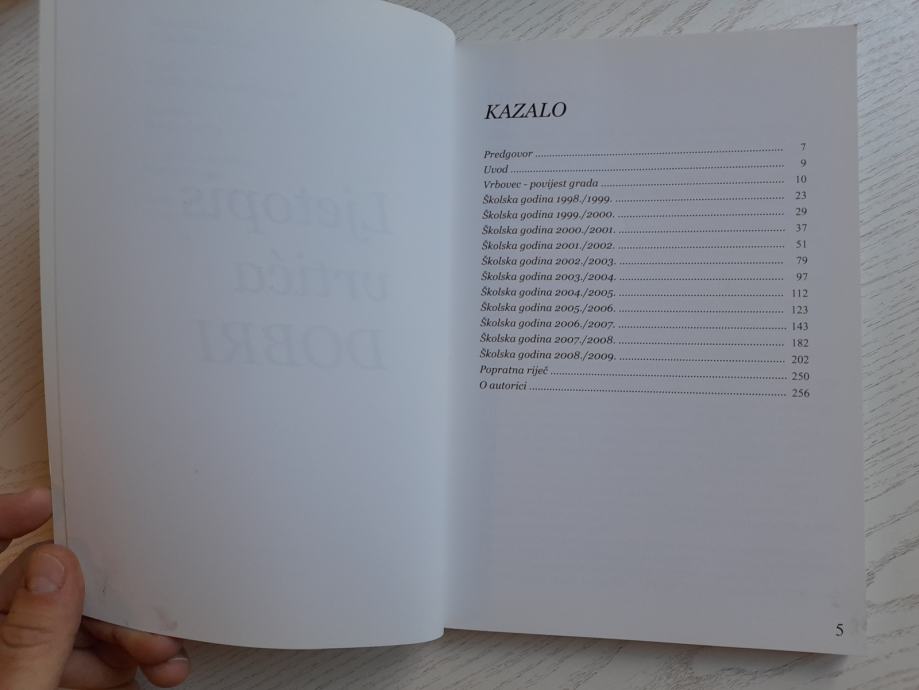 Ljetopis
vrtića
DOBRI
KAZALO
Predgovor ........ 7
Uvod ........ 9
Vrbovec - povijest grada ........ 10
Školska godina 1998./1999. ........ 23
Školska godina 1999./2000. ........ 29
Školska godina 2000./2001. ........ 37
Školska godina 2001./2002. ........ 51
Školska godina 2002./2003. ........ 79
Školska godina 2003./2004. ........ 97
Školska godina 2004./2005. ........ 112
Školska godina 2005./2006. ........ 123
Školska godina 2006./2007. ........ 143
Školska godina 2007./2008. ........ 182
Školska godina 2008./2009. ........ 202
Popratna riječ ........ 250
O autorici ........ 256
5